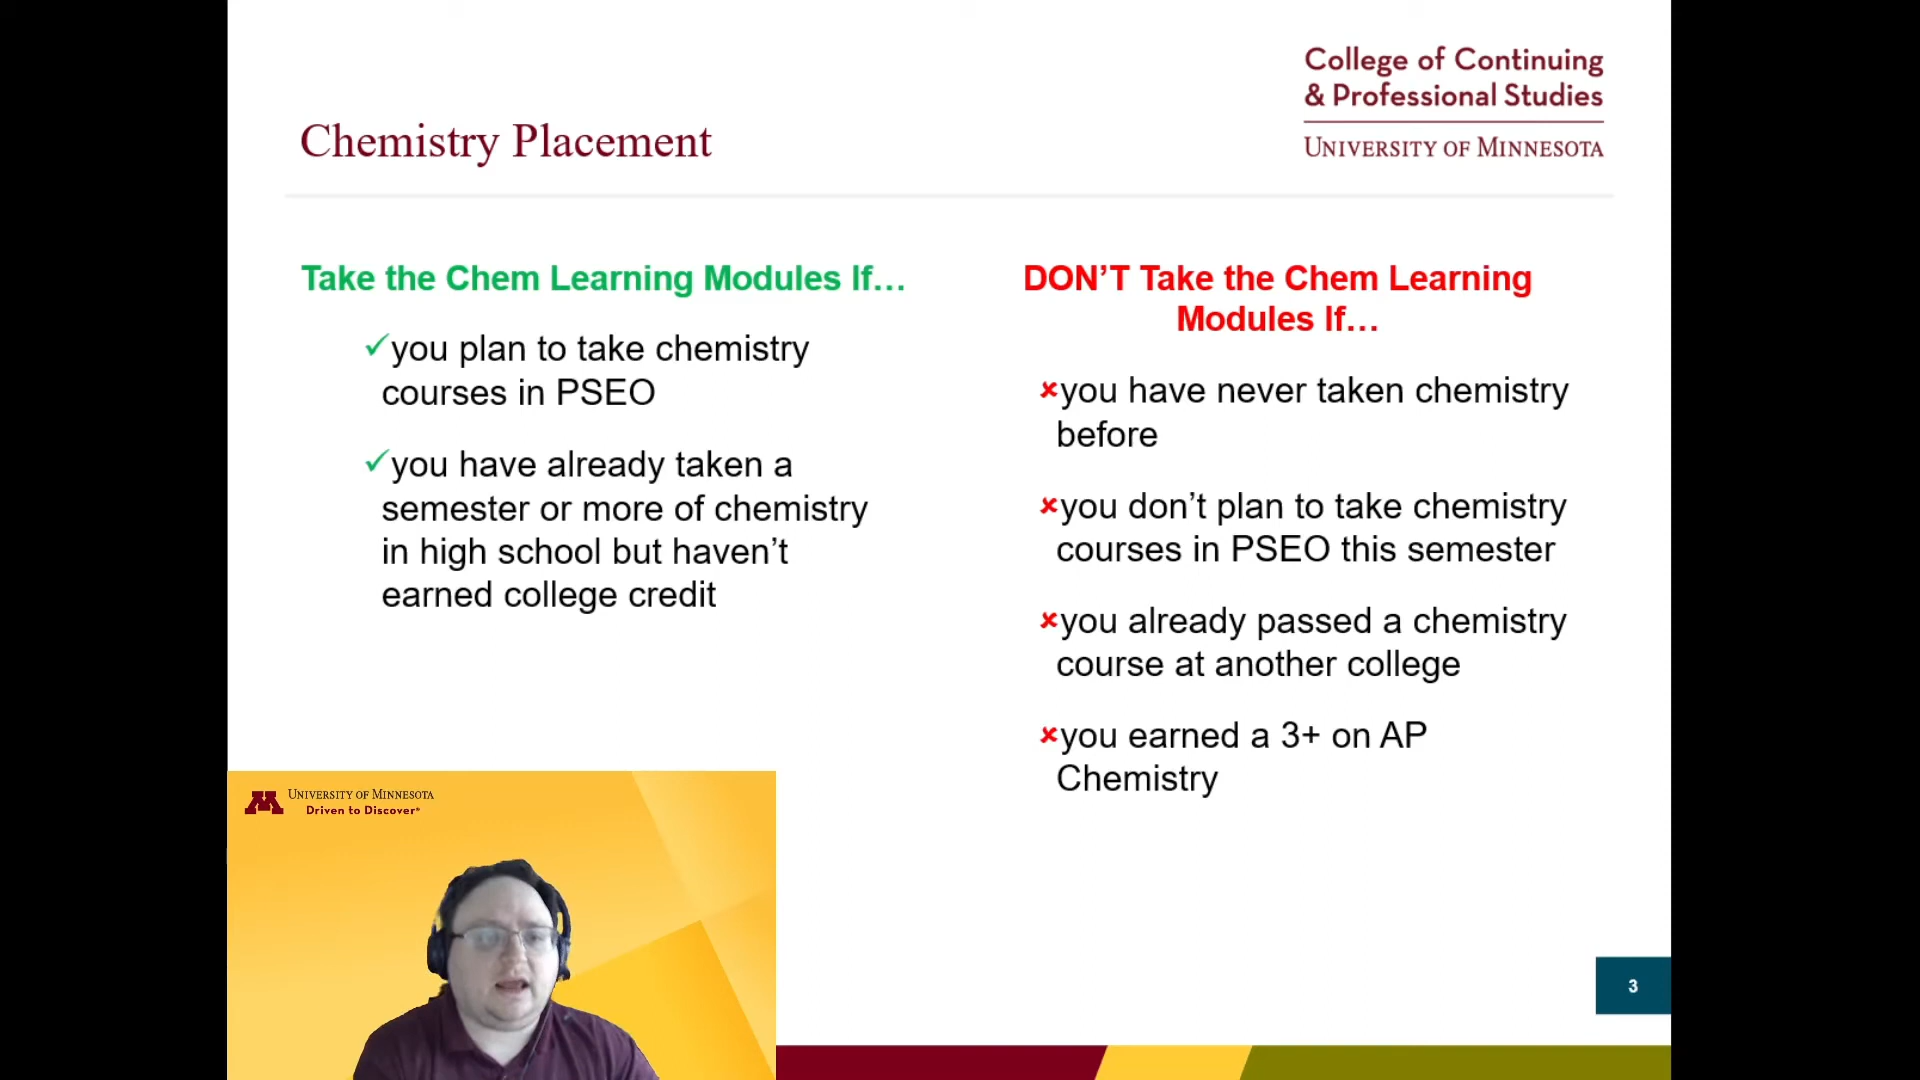 College of Continuing
& Professional Studies
UNIVERSITY OF MINNESOTA
Chemistry Placement
Take the Chem Learning Modules If…
✓you plan to take chemistry
courses in PSEO
✓you have already taken a
semester or more of chemistry
in high school but haven’t
earned college credit
DON’T Take the Chem Learning
Modules If…
✘you have never taken chemistry
before
✘you don’t plan to take chemistry
courses in PSEO this semester
✘you already passed a chemistry
course at another college
✘you earned a 3+ on AP
Chemistry
M UNIVERSITY OF MINNESOTA
Driven to Discover®
3